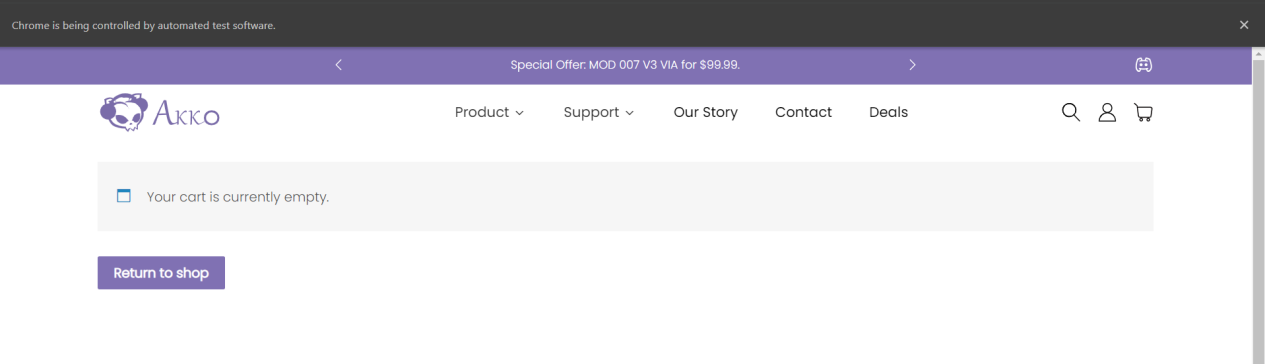 Chrome is being controlled by automated test software.
Special Offer: MOD 007 V3 VIA for $99.99.
AKKO
Product
Support
Our Story
Contact
Deals
Your cart is currently empty.
Return to shop